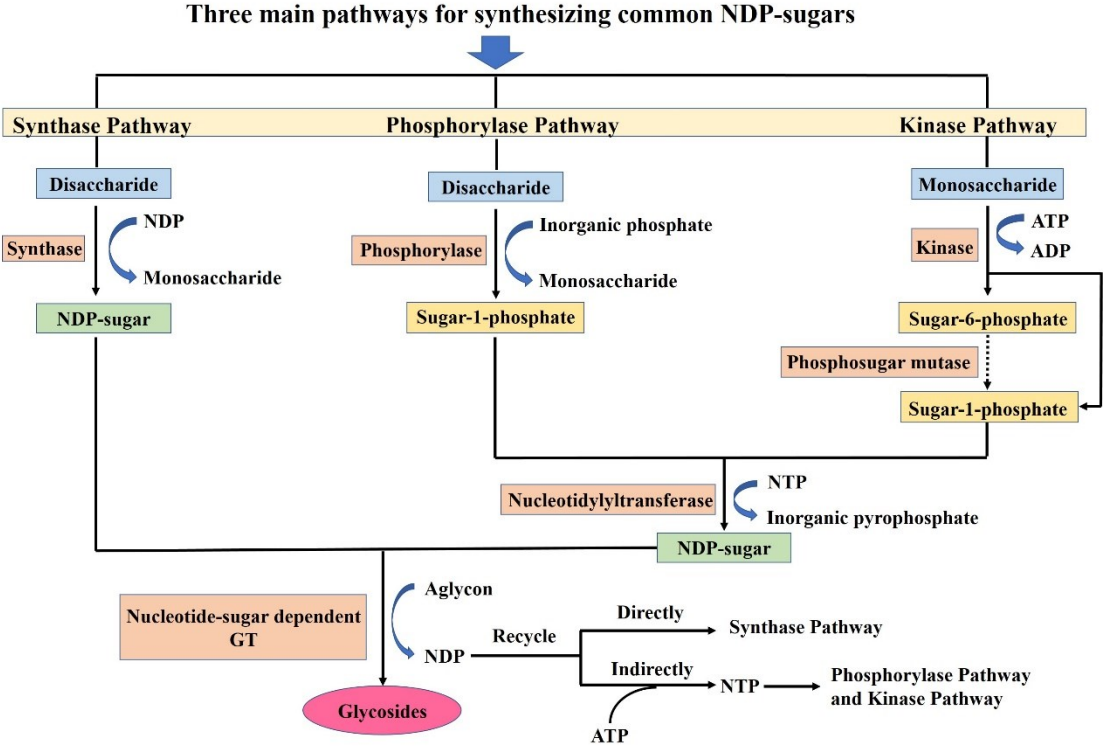 Three main pathways for synthesizing common NDP-sugars
Synthase Pathway
Phosphorylase Pathway
Kinase Pathway
Disaccharide
Disaccharide
Monosaccharide
NDP
Synthase
Monosaccharide
NDP-sugar
Inorganic phosphate
Phosphorylase
Monosaccharide
Sugar-1-phosphate
ATP
Kinase
ADP
Sugar-6-phosphate
Phosphosugar mutase
Sugar-1-phosphate
Nucleotidylyltransferase
NTP
Inorganic pyrophosphate
NDP-sugar
Nucleotide-sugar dependent
GT
Aglycon
NDP
Recycle
Directly
Synthase Pathway
Indirectly
NTP
Phosphorylase Pathway
and Kinase Pathway
ATP
Glycosides